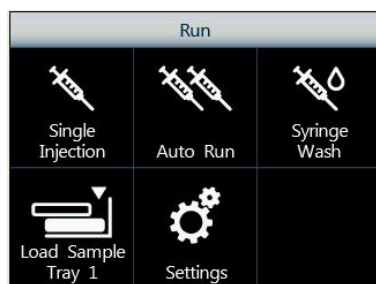 Run
Single
Injection
Auto Run
Syringe
Wash
Load Sample
Tray 1
Settings